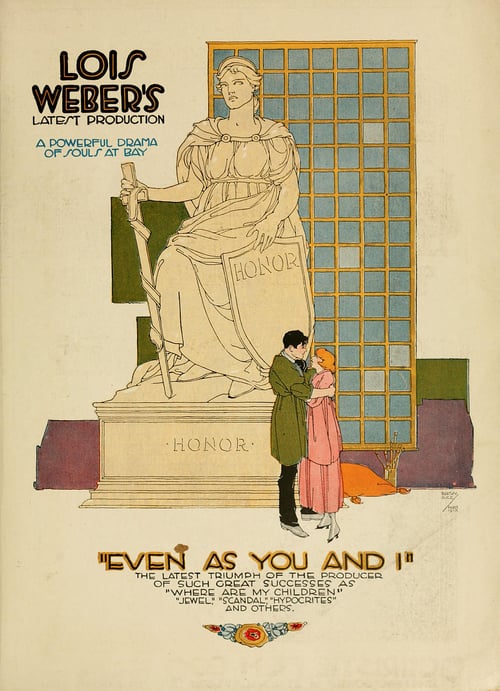 LOIS
WEBER'S
LATEST PRODUCTION
A POWERFUL DRAMA
OF SOULS AT BAY
HONOR
·HONOR·
"EVEN AS YOU AND I"
THE LATEST TRIUMPH OF THE PRODUCER
OF SUCH GREAT SUCCESSES AS
"WHERE ARE MY CHILDREN"
"JEWEL," "SCANDAL," "HYPOCRITES"
AND OTHERS.